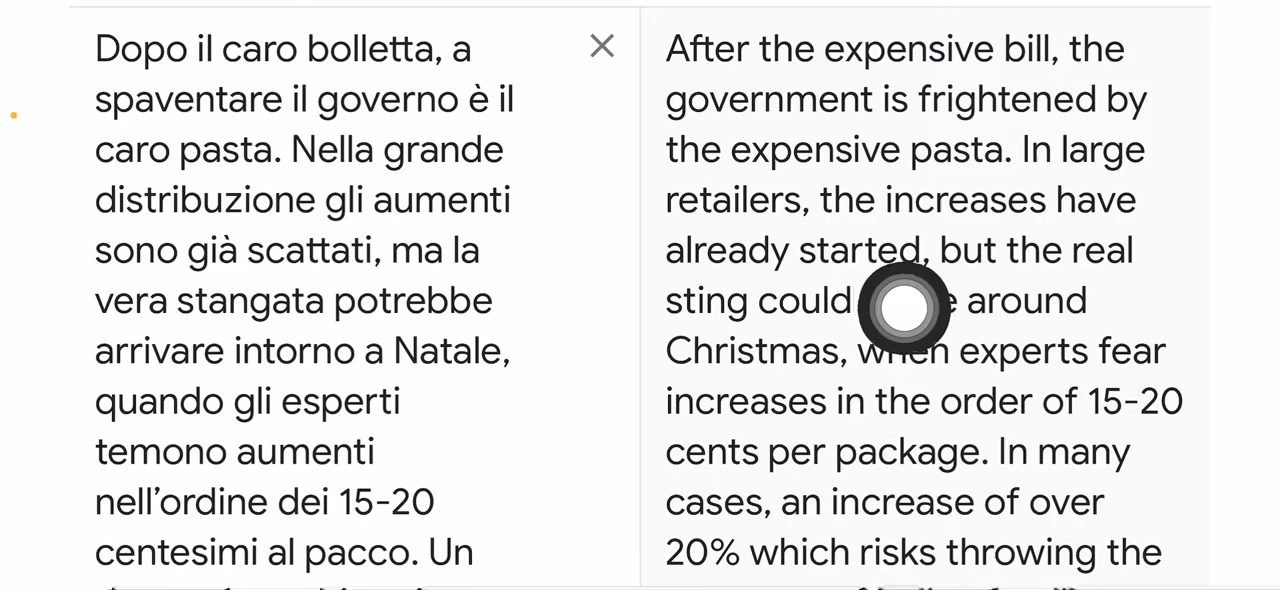 Dopo il caro bolletta, a
spaventare il governo è il
caro pasta. Nella grande
distribuzione gli aumenti
sono già scattati, ma la
vera stangata potrebbe
arrivare intorno a Natale,
quando gli esperti
temono aumenti
nell’ordine dei 15-20
centesimi al pacco. Un
After the expensive bill, the
government is frightened by
the expensive pasta. In large
retailers, the increases have
already started, but the real
sting could around
Christmas, when experts fear
increases in the order of 15-20
cents per package. In many
cases, an increase of over
20% which risks throwing the